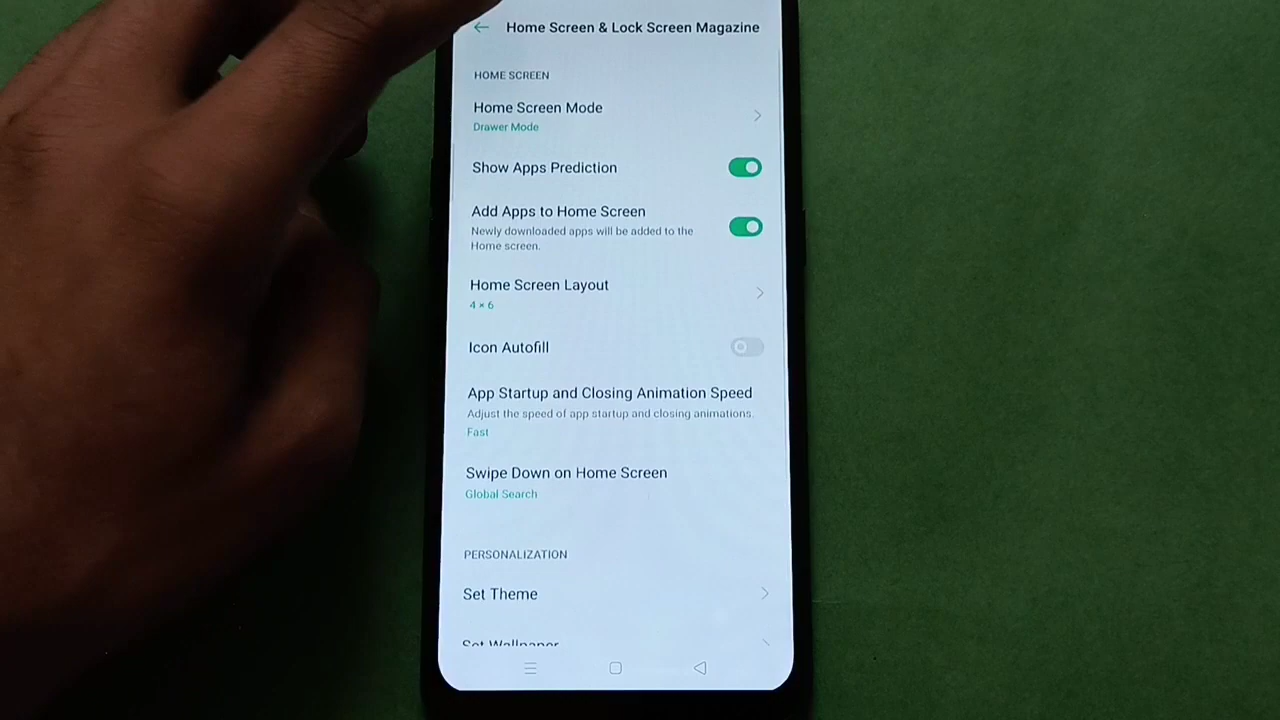 Home Screen & Lock Screen Magazine
HOME SCREEN
Home Screen Mode
Drawer Mode
Show Apps Prediction
Add Apps to Home Screen
Newly downloaded apps will be added to the
Home screen.
Home Screen Layout
4 × 6
Icon Autofill
App Startup and Closing Animation Speed
Adjust the speed of app startup and closing animations.
Fast
Swipe Down on Home Screen
Global Search
PERSONALIZATION
Set Theme
Set Wallpaper